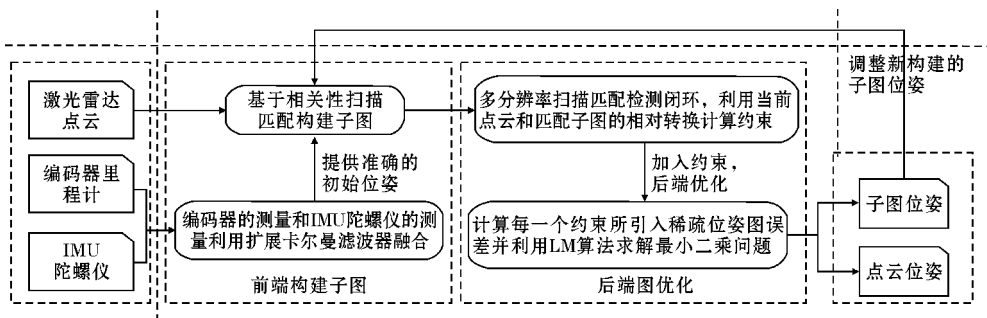 激光雷达
点云
编码器里
程计
IMU
陀螺仪
基于相关性扫描
匹配构建子图
提供准确的
初始位姿
编码器的测量和IMU陀螺仪的测
量利用扩展卡尔曼滤波器融合
前端构建子图
多分辨率扫描匹配检测闭环，利用当前
点云和匹配子图的相对转换计算约束
加入约束，
后端优化
计算每一个约束所引入稀疏位姿图误
差并利用LM算法求解最小二乘问题
后端图优化
调整新构建的
子图位姿
子图位姿
点云位姿